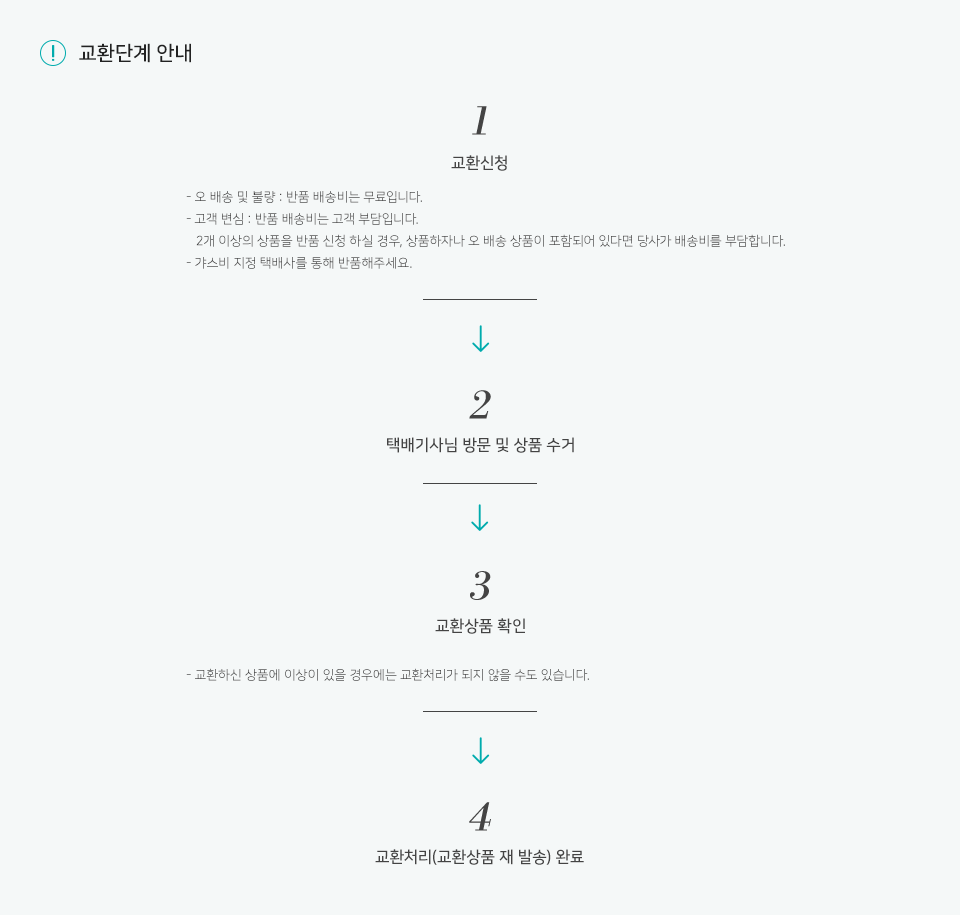 교환단계 안내
1
교환신청
- 오 배송 및 불량 : 반품 배송비는 무료입니다.
- 고객 변심 : 반품 배송비는 고객 부담입니다.
2개 이상의 상품을 반품 신청 하실 경우, 상품하자나 오 배송 상품이 포함되어 있다면 당사가 배송비를 부담합니다.
- 갸스비 지정 택배사를 통해 반품해주세요.
2
택배기사님 방문 및 상품 수거
3
교환상품 확인
- 교환하신 상품에 이상이 있을 경우에는 교환처리가 되지 않을 수도 있습니다.
4
교환처리(교환상품 재 발송) 완료